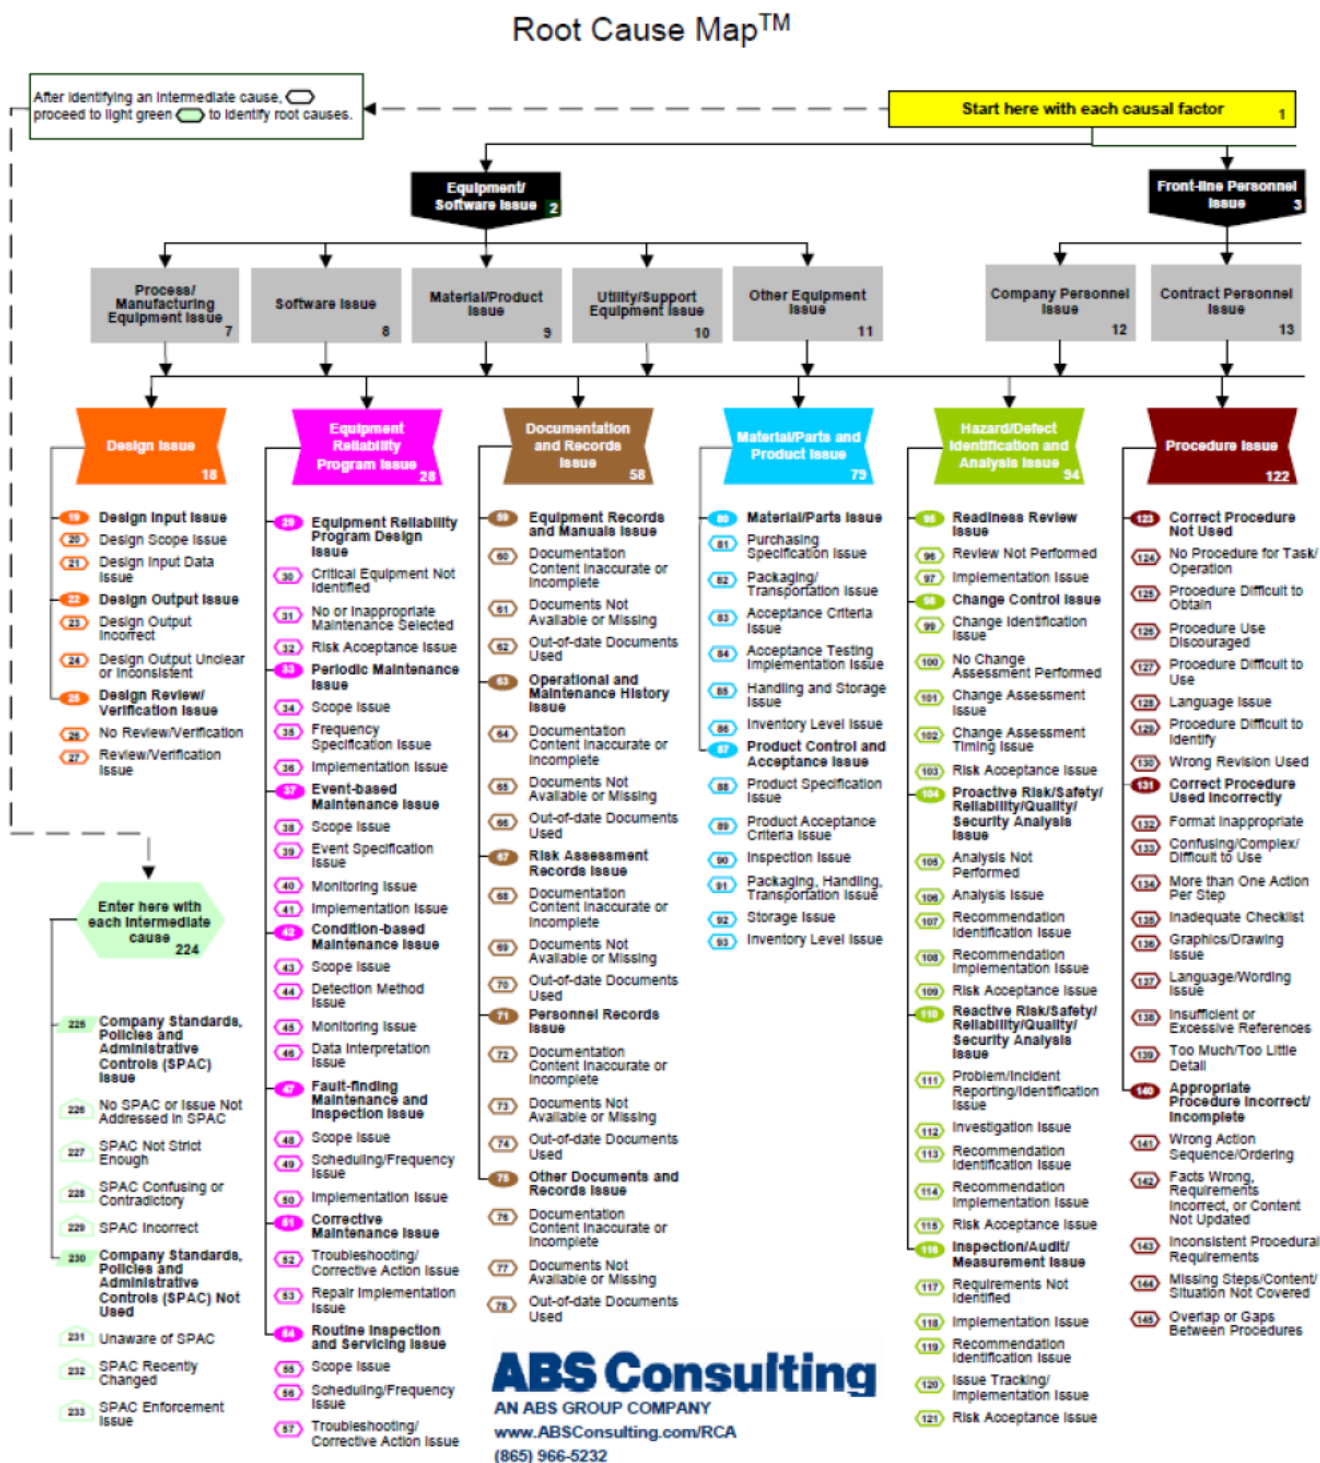 Root Cause Map™
After identifying an intermediate cause,
proceed to light green to identify root causes.
Start here with each causal factor
1
Equipment/
Software Issue 2
Front-line Personnel
Issue 3
Process/
Manufacturing
Equipment Issue 7
Software Issue
8
Material/Product
Issue
9
Utility/Support
Equipment Issue
10
Other Equipment
Issue
11
Company Personnel
Issue
12
Contract Personnel
Issue
13
Design Issue
18
Equipment
Reliability
Program Issue 28
Documentation
and Records
Issue
58
Material/Parts and
Product Issue
79
Hazard/Defect
Identification and
Analysis Issue
94
Procedure Issue
122
19 Design Input Issue
20 Design Scope Issue
21 Design Input Data
Issue
22 Design Output Issue
23 Design Output
Incorrect
24 Design Output Unclear
or Inconsistent
25 Design Review/
Verification Issue
26 No Review/Verification
27 Review/Verification
Issue
Enter here with
each intermediate
cause
224
225 Company Standards,
Policies and
Administrative
Controls (SPAC)
Issue
226 No SPAC or Issue Not
Addressed in SPAC
227 SPAC Not Strict
Enough
228 SPAC Confusing or
Contradictory
229 SPAC Incorrect
230 Company Standards,
Policies and
Administrative
Controls (SPAC) Not
Used
231 Unaware of SPAC
232 SPAC Recently
Changed
233 SPAC Enforcement
Issue
29 Equipment Reliability
Program Design
Issue
30 Critical Equipment Not
Identified
31 No or Inappropriate
Maintenance Selected
32 Risk Acceptance Issue
33 Periodic Maintenance
Issue
34 Scope Issue
35 Frequency
Specification Issue
36 Implementation Issue
37 Event-based
Maintenance Issue
38 Scope Issue
39 Event Specification
Issue
40 Monitoring Issue
41 Implementation Issue
42 Condition-based
Maintenance Issue
43 Scope Issue
44 Detection Method
Issue
45 Monitoring Issue
46 Data Interpretation
Issue
47 Fault-finding
Maintenance and
Inspection Issue
48 Scope Issue
49 Scheduling/Frequency
Issue
50 Implementation Issue
51 Corrective
Maintenance Issue
52 Troubleshooting/
Corrective Action Issue
53 Repair Implementation
Issue
54 Routine Inspection
and Servicing Issue
55 Scope Issue
56 Scheduling/Frequency
Issue
57 Troubleshooting/
Corrective Action Issue
59 Equipment Records
and Manuals Issue
60 Documentation
Content Inaccurate or
Incomplete
61 Documents Not
Available or Missing
62 Out-of-date Documents
Used
63 Operational and
Maintenance History
Issue
64 Documentation
Content Inaccurate or
Incomplete
65 Documents Not
Available or Missing
66 Out-of-date Documents
Used
67 Risk Assessment
Records Issue
68 Documentation
Content Inaccurate or
Incomplete
69 Documents Not
Available or Missing
70 Out-of-date Documents
Used
71 Personnel Records
Issue
72 Documentation
Content Inaccurate or
Incomplete
73 Documents Not
Available or Missing
74 Out-of-date Documents
Used
75 Other Documents and
Records Issue
76 Documentation
Content Inaccurate or
Incomplete
77 Documents Not
Available or Missing
78 Out-of-date Documents
Used
80 Material/Parts Issue
81 Purchasing
Specification Issue
82 Packaging/
Transportation Issue
83 Acceptance Criteria
Issue
84 Acceptance Testing
Implementation Issue
85 Handling and Storage
Issue
86 Inventory Level Issue
87 Product Control and
Acceptance Issue
88 Product Specification
Issue
89 Product Acceptance
Criteria Issue
90 Inspection Issue
91 Packaging, Handling,
Transportation Issue
92 Storage Issue
93 Inventory Level Issue
95 Readiness Review
Issue
96 Review Not Performed
97 Implementation Issue
98 Change Control Issue
99 Change Identification
Issue
100 No Change
Assessment Performed
101 Change Assessment
Issue
102 Change Assessment
Timing Issue
103 Risk Acceptance Issue
104 Proactive Risk/Safety/
Reliability/Quality/
Security Analysis
Issue
105 Analysis Not
Performed
106 Analysis Issue
107 Recommendation
Identification Issue
108 Recommendation
Implementation Issue
109 Risk Acceptance Issue
110 Reactive Risk/Safety/
Reliability/Quality/
Security Analysis
Issue
111 Problem/Incident
Reporting/Identification
Issue
112 Investigation Issue
113 Recommendation
Identification Issue
114 Recommendation
Implementation Issue
115 Risk Acceptance Issue
116 Inspection/Audit/
Measurement Issue
117 Requirements Not
Identified
118 Implementation Issue
119 Recommendation
Identification Issue
120 Issue Tracking/
Implementation Issue
121 Risk Acceptance Issue
123 Correct Procedure
Not Used
124 No Procedure for Task/
Operation
125 Procedure Difficult to
Obtain
126 Procedure Use
Discouraged
127 Procedure Difficult to
Use
128 Language Issue
129 Procedure Difficult to
Identify
130 Wrong Revision Used
131 Correct Procedure
Used Incorrectly
132 Format Inappropriate
133 Confusing/Complex/
Difficult to Use
134 More than One Action
Per Step
135 Inadequate Checklist
136 Graphics/Drawing
Issue
137 Language/Wording
Issue
138 Insufficient or
Excessive References
139 Too Much/Too Little
Detail
140 Appropriate
Procedure Incorrect/
Incomplete
141 Wrong Action
Sequence/Ordering
142 Facts Wrong,
Requirements
Incorrect, or Content
Not Updated
143 Inconsistent Procedural
Requirements
144 Missing Steps/Content/
Situation Not Covered
145 Overlap or Gaps
Between Procedures
ABS Consulting
AN ABS GROUP COMPANY
www.ABSConsulting.com/RCA
(865) 966-5232